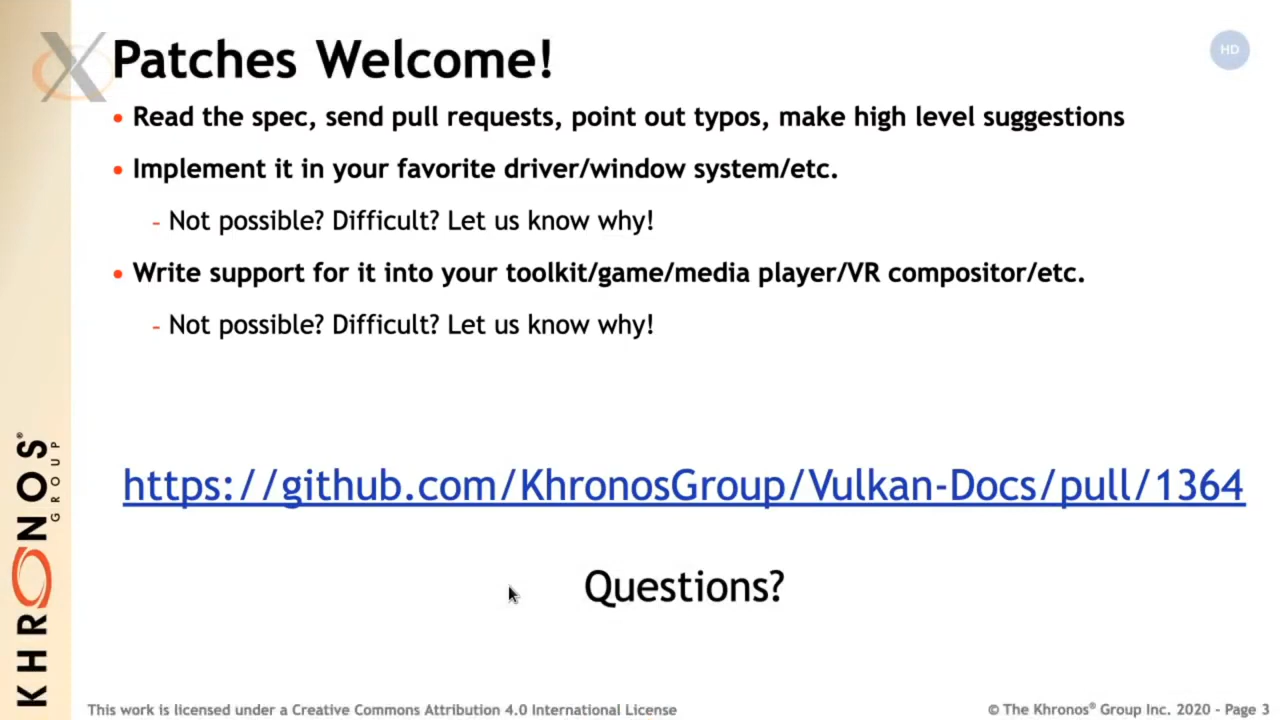 Patches Welcome!
HD
• Read the spec, send pull requests, point out typos, make high level suggestions
• Implement it in your favorite driver/window system/etc.
- Not possible? Difficult? Let us know why!
• Write support for it into your toolkit/game/media player/VR compositor/etc.
- Not possible? Difficult? Let us know why!
https://github.com/KhronosGroup/Vulkan-Docs/pull/1364
Questions?
KHRONOS®
GROUP
This work is licensed under a Creative Commons Attribution 4.0 International License
© The Khronos® Group Inc. 2020 - Page 3